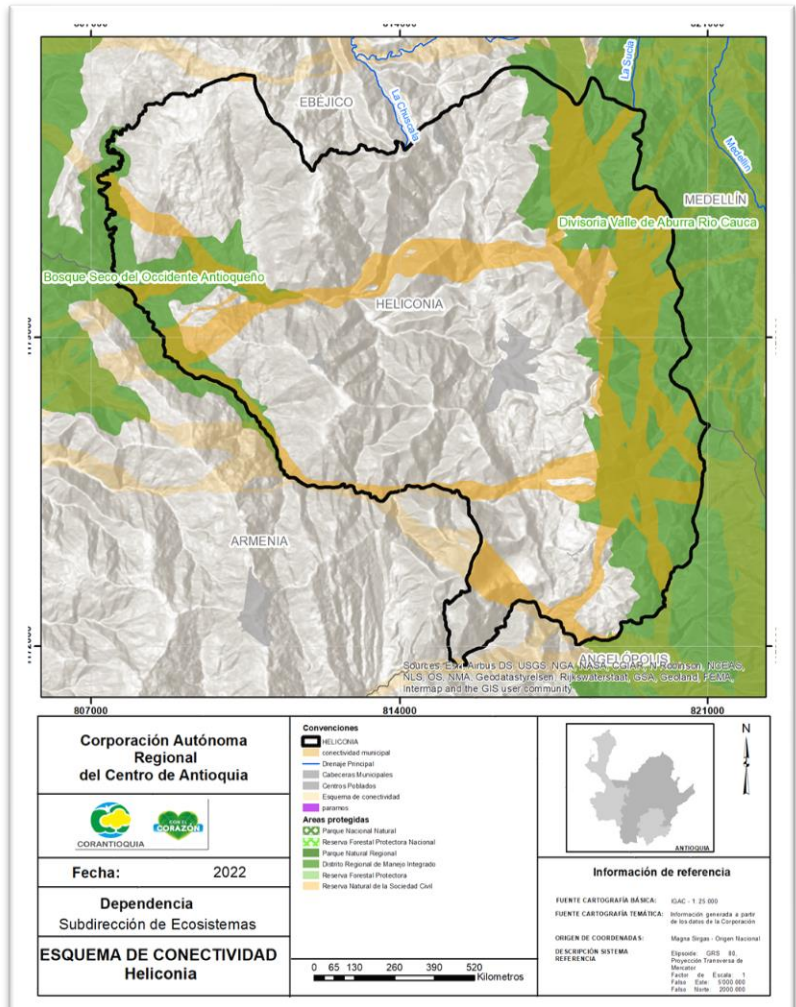 807000 814000 821000
La Chuscala
La Sucia
Medellín
EBÉJICO
MEDELLÍN
Divisoria Valle de Aburra Rio Cauca
Bosque Seco del Occidente Antioqueño
HELICONIA
ARMENIA
ANGELÓPOLIS
Sources: Esri, Airbus DS, USGS, NGA, NASA, CGIAR, N Robinson, NCEAS,
NLS, OS, NMA, Geodatastyrelsen, Rijkswaterstaat, GSA, Geoland, FEMA,
Intermap and the GIS user community
807000 814000 821000
Corporación Autónoma
Regional
del Centro de Antioquia
CORANTIOQUIA
CORAZÓN
Fecha: 2022
Dependencia
Subdirección de Ecosistemas
ESQUEMA DE CONECTIVIDAD
Heliconia
Convenciones
HELICONIA
conectividad municipal
Drenaje Principal
Cabeceras Municipales
Centros Poblados
Esquema de conectividad
paramos
Areas protegidas
Parque Nacional Natural
Reserva Forestal Protectora Nacional
Parque Natural Regional
Distrito Regional de Manejo Integrado
Reserva Forestal Protectora
Reserva Natural de la Sociedad Civil
0 65 130 260 390 520
Kilometros
N
ANTIOQUIA
Información de referencia
FUENTE CARTOGRAFÍA BÁSICA: IGAC - 1: 25 000
FUENTE CARTOGRAFÍA TEMÁTICA: Información generada a partir
de los datos de la Corporación
ORIGEN DE COORDENADAS: Magna Sirgas - Origen Nacional
DESCRIPCIÓN SISTEMA
REFERENCIA
Elipsoide: GRS 80,
Proyección Transversa de
Mercator
Factor de Escala: 1
Falso Este: 5000.000
Falso Norte: 2000.000